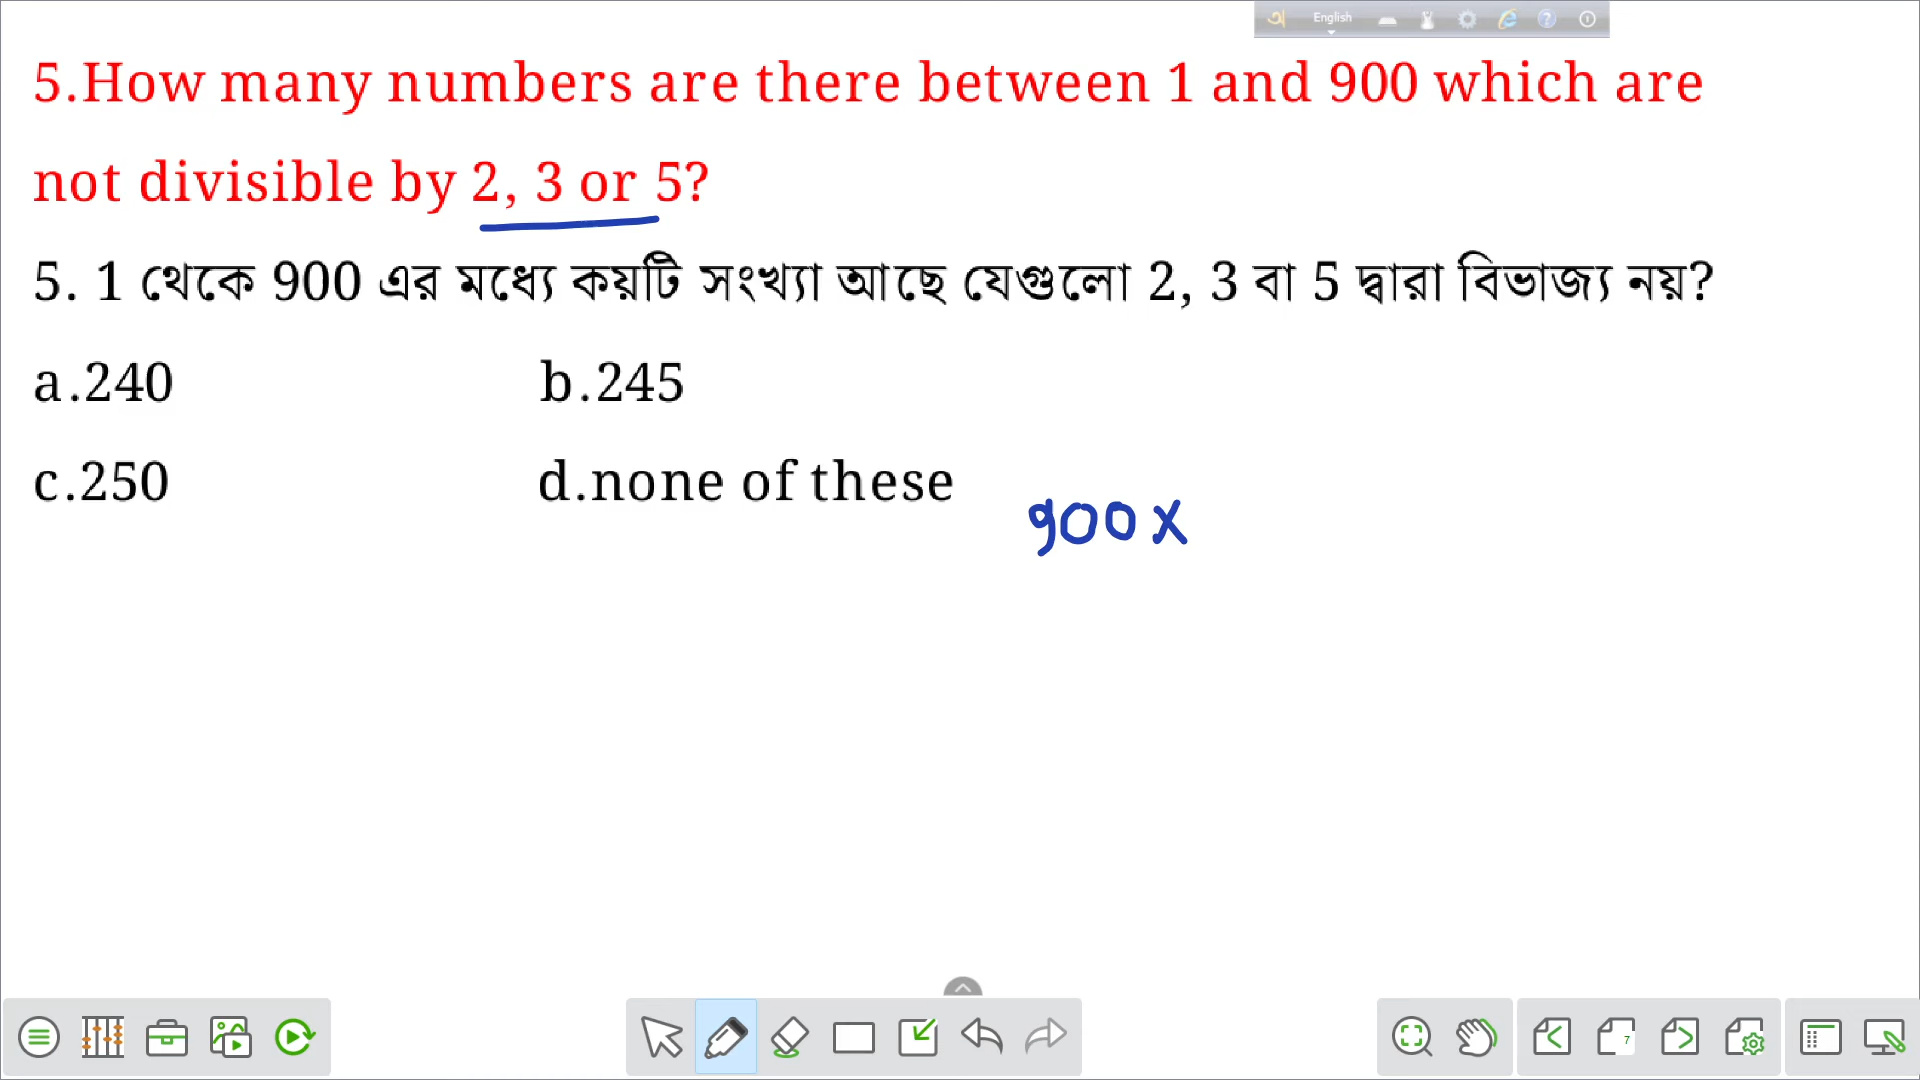 অ English
5.How many numbers are there between 1 and 900 which are
not divisible by 2, 3 or 5?
5. 1 থেকে 900 এর মধ্যে কয়টি সংখ্যা আছে যেগুলো 2, 3 বা 5 দ্বারা বিভাজ্য নয়?
a.240 b.245
c.250 d.none of these
900 x
7